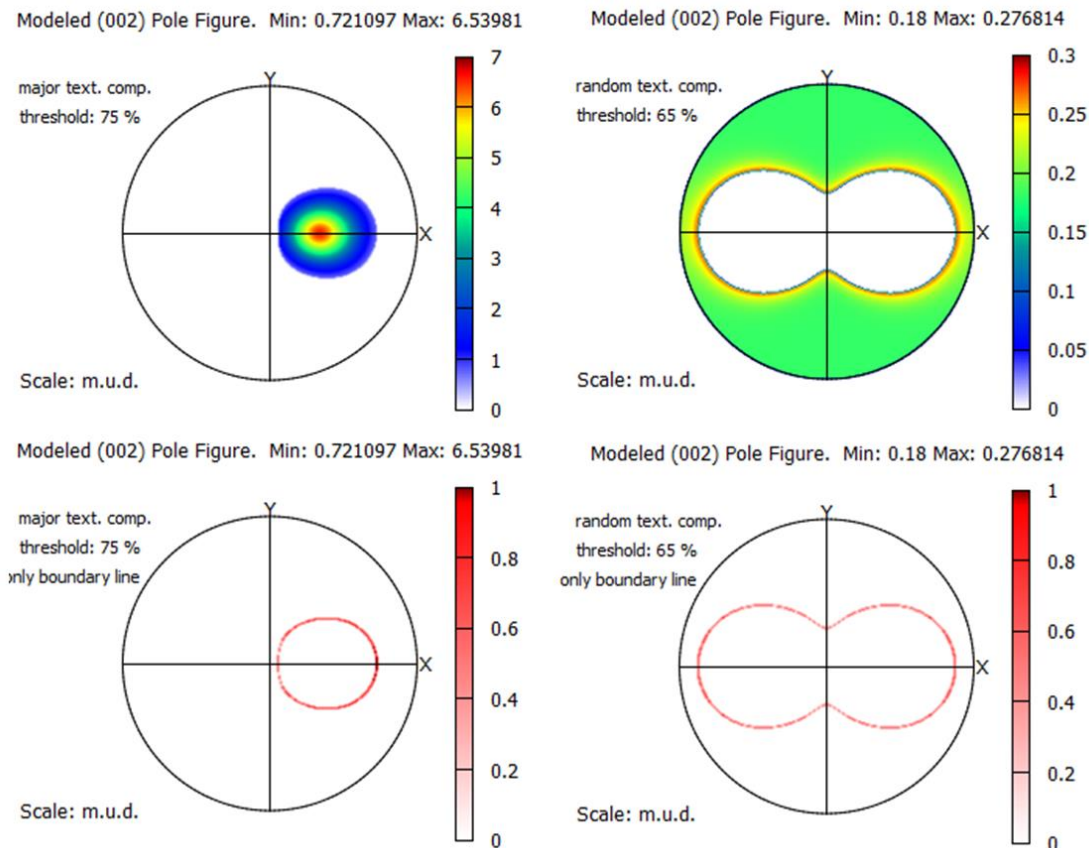 Modeled (002) Pole Figure.  Min: 0.721097 Max: 6.53981
major text. comp.
threshold: 75 %
Y
X
Scale: m.u.d.
7
6
5
4
3
2
1
0
Modeled (002) Pole Figure.  Min: 0.18 Max: 0.276814
random text. comp.
threshold: 65 %
Y
X
Scale: m.u.d.
0.3
0.25
0.2
0.15
0.1
0.05
0
Modeled (002) Pole Figure.  Min: 0.721097 Max: 6.53981
major text. comp.
threshold: 75 %
only boundary line
Y
X
Scale: m.u.d.
1
0.8
0.6
0.4
0.2
0
Modeled (002) Pole Figure.  Min: 0.18 Max: 0.276814
random text. comp.
threshold: 65 %
only boundary line
Y
X
Scale: m.u.d.
1
0.8
0.6
0.4
0.2
0